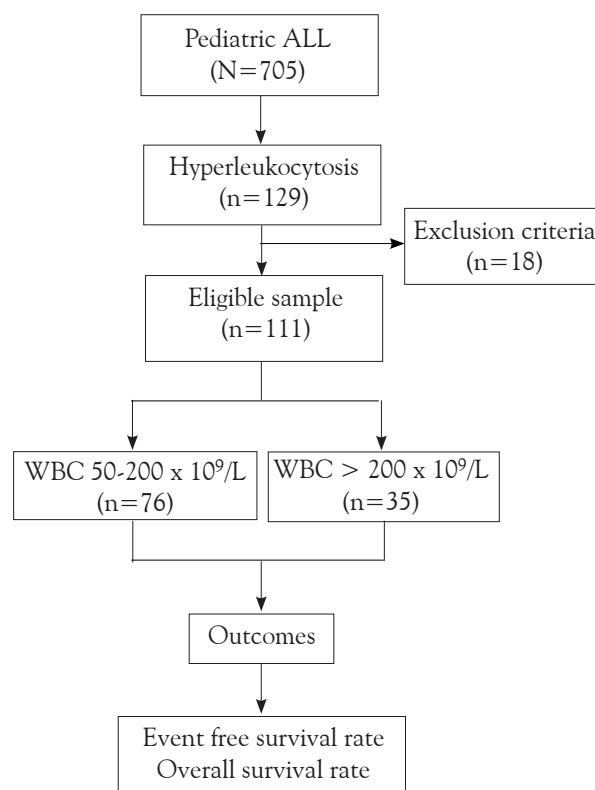 Pediatric ALL
(N=705)
Hyperleukocytosis
(n=129)
Exclusion criteria
(n=18)
Eligible sample
(n=111)
WBC 50-200 x 10⁹/L
(n=76)
WBC > 200 x 10⁹/L
(n=35)
Outcomes
Event free survival rate
Overall survival rate